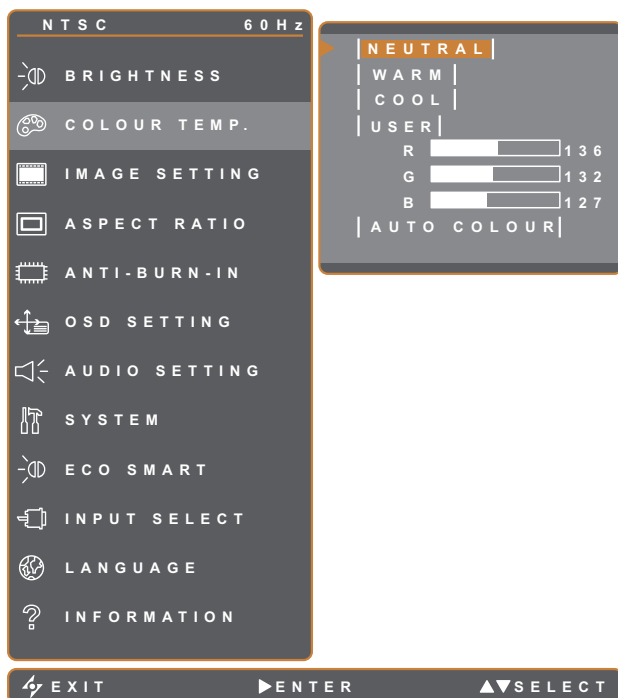 NTSC 60Hz
BRIGHTNESS
COLOUR TEMP.
IMAGE SETTING
ASPECT RATIO
ANTI-BURN-IN
OSD SETTING
AUDIO SETTING
SYSTEM
ECO SMART
INPUT SELECT
LANGUAGE
INFORMATION
NEUTRAL
WARM
COOL
USER
R 136
G 132
B 127
AUTO COLOUR
EXIT ENTER SELECT